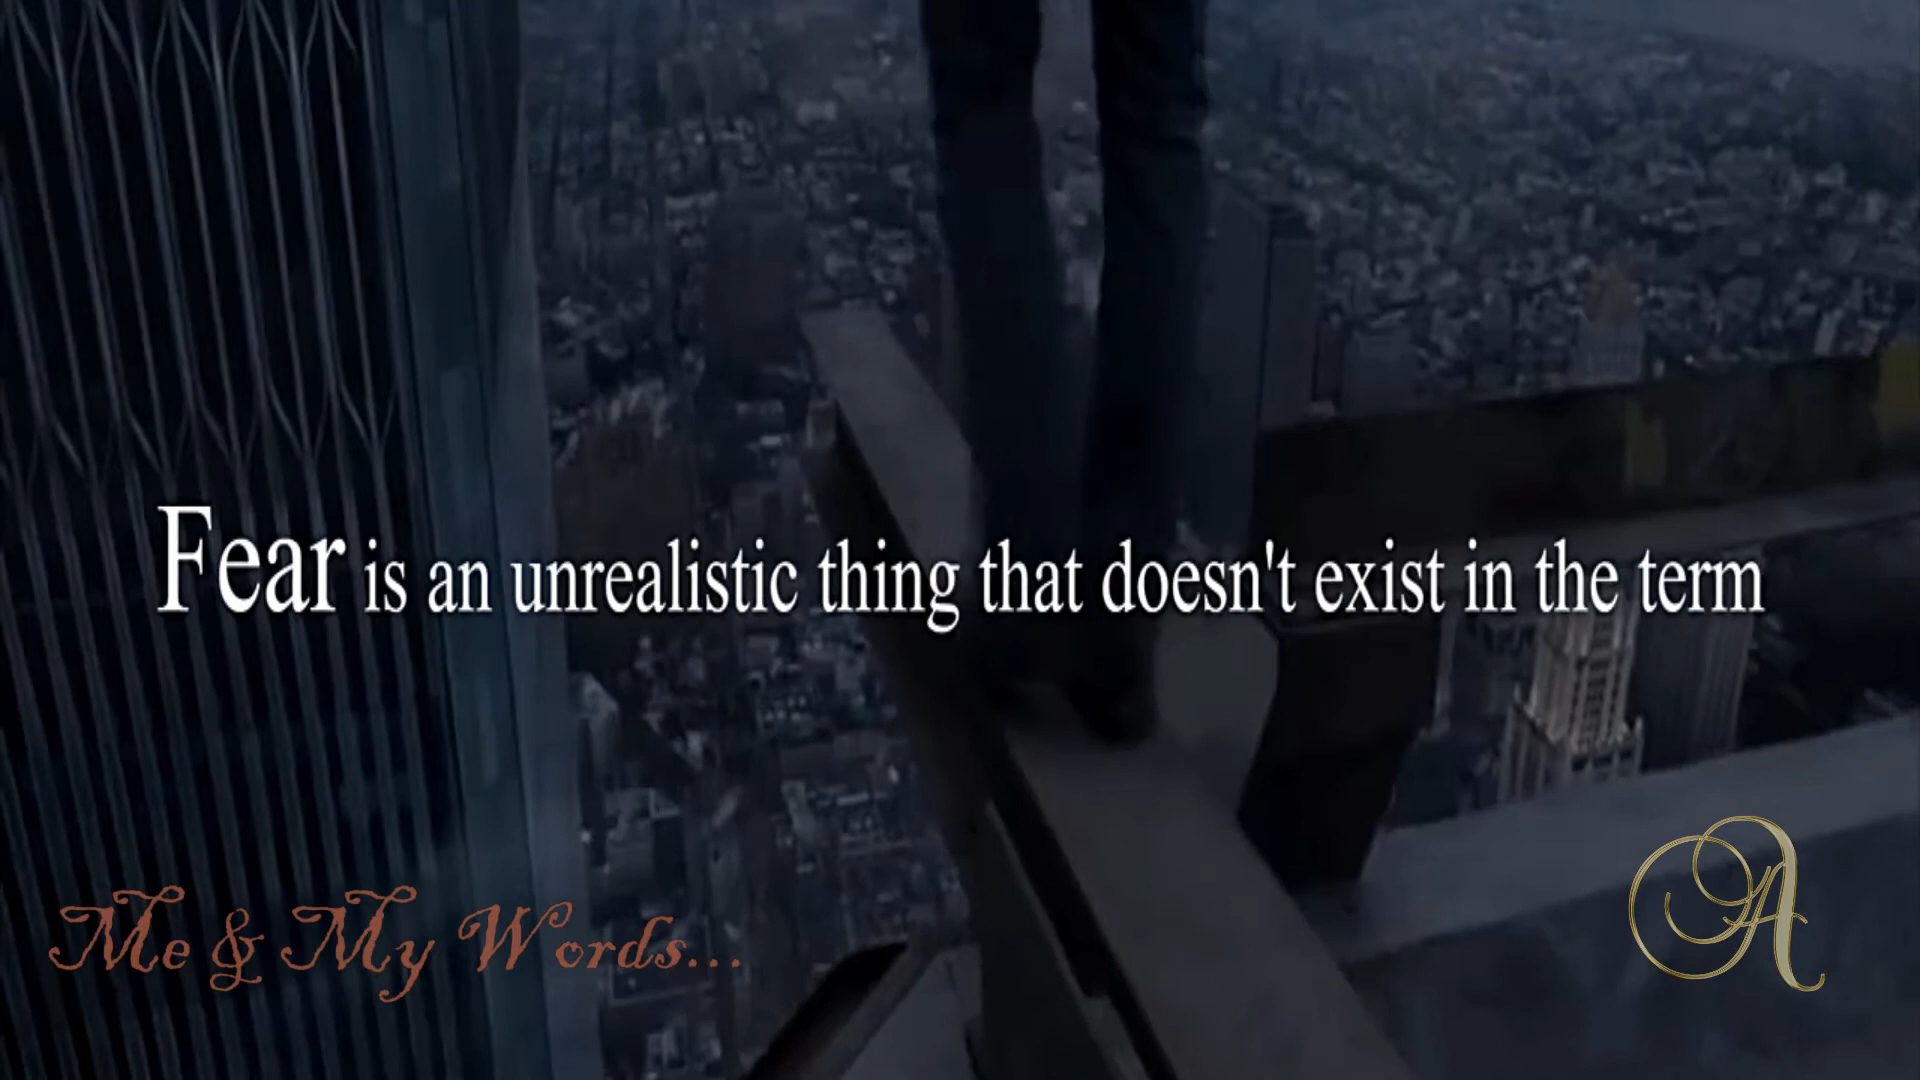 Fear is an unrealistic thing that doesn't exist in the term
Me & My Words...
A